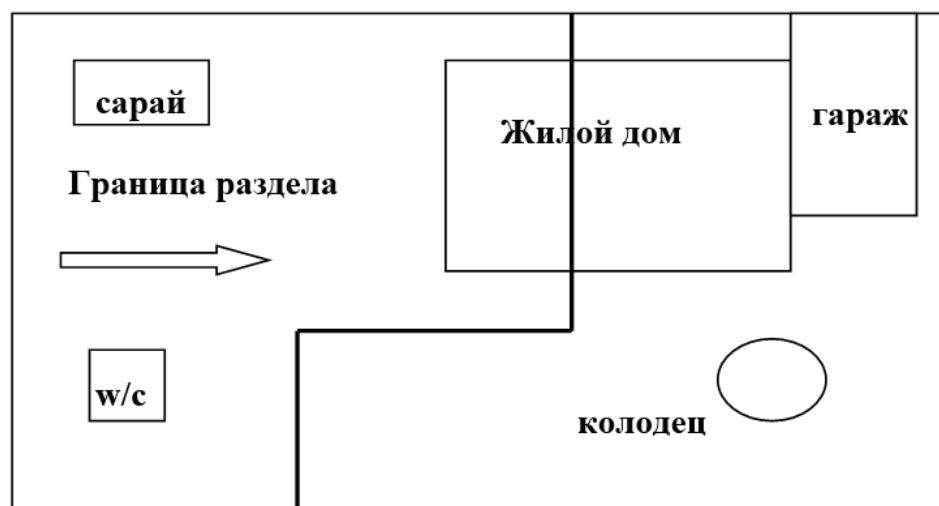 сарай
гараж
Жилой дом
Граница раздела
w/c
колодец